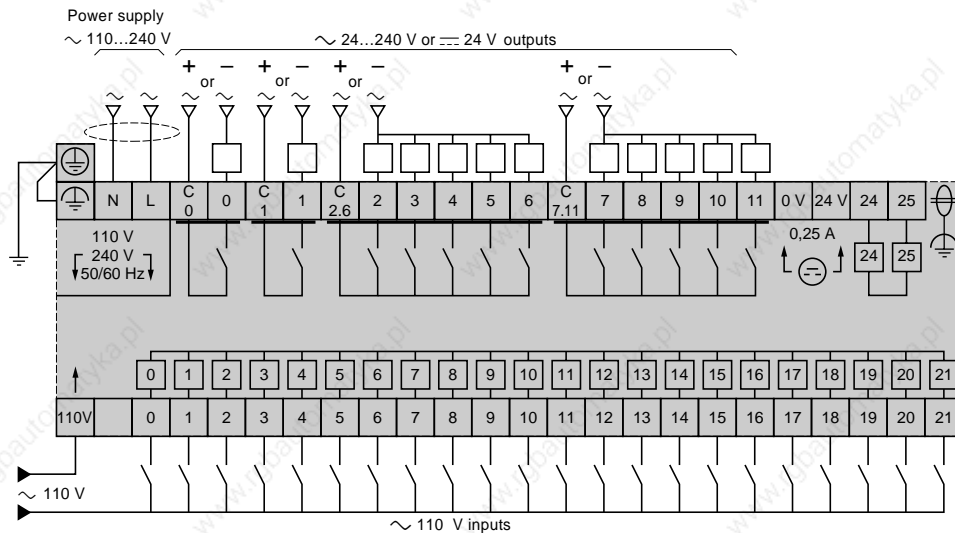 Power supply
∼ 110...240 V
∼ 24...240 V or ⎓ 24 V outputs
+ − + − + − + −
or or or or
∼ ∼ ∼ ∼ ∼ ∼ ∼ ∼ ∼ ∼
N L C 0 0 C 1 1 C 2.6 2 3 4 5 6 C 7.11 7 8 9 10 11 0 V 24 V 24 25
110 V
240 V
50/60 Hz
0,25 A
24 25
0 1 2 3 4 5 6 7 8 9 10 11 12 13 14 15 16 17 18 19 20 21
110V 0 1 2 3 4 5 6 7 8 9 10 11 12 13 14 15 16 17 18 19 20 21
∼ 110 V
∼ 110 V inputs
www.rgbautomatyka.pl